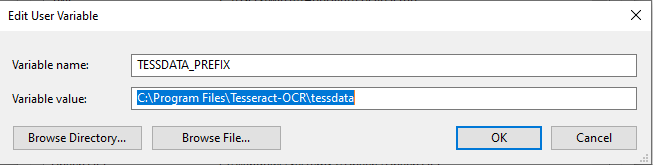 Edit User Variable
Variable name: TESSDATA_PREFIX
Variable value: C:\Program Files\Tesseract-OCR\tessdata
Browse Directory... Browse File... OK Cancel